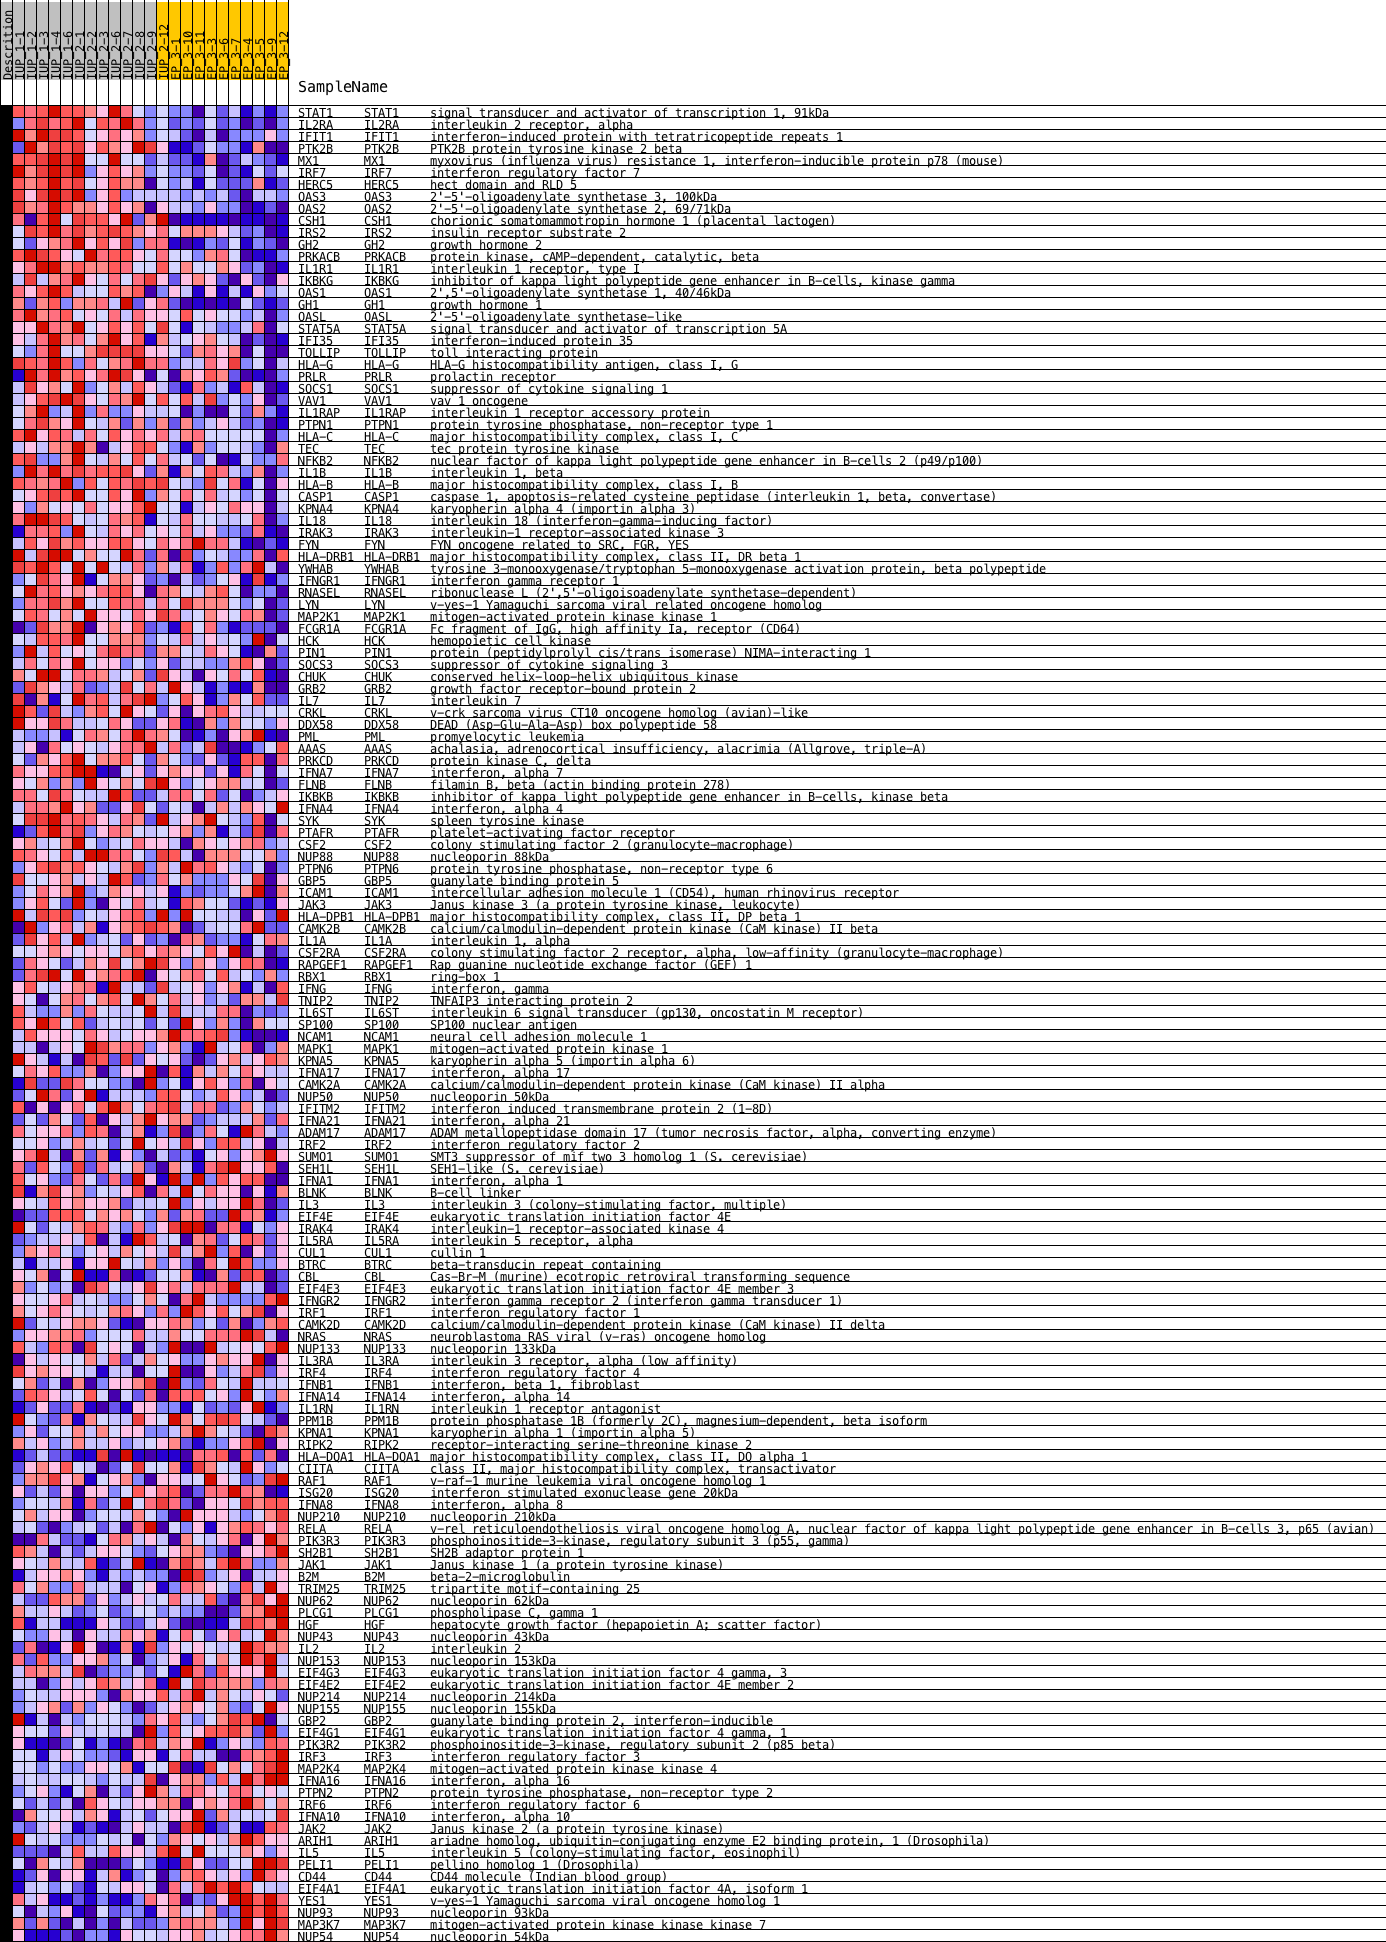 Descrition
IUP_1-1
IUP_1-2
IUP_1-3
IUP_1-4
IUP_1-6
IUP_2-1
IUP_2-2
IUP_2-3
IUP_2-6
IUP_2-7
IUP_2-8
IUP_2-9
IUP_2-12
EP_3-1
EP_3-10
EP_3-11
EP_3-3
EP_3-6
EP_3-7
EP_3-4
EP_3-5
EP_3-9
EP_3-12
SampleName
STAT1 STAT1 signal transducer and activator of transcription 1, 91kDa
IL2RA IL2RA interleukin 2 receptor, alpha
IFIT1 IFIT1 interferon-induced protein with tetratricopeptide repeats 1
PTK2B PTK2B PTK2B protein tyrosine kinase 2 beta
MX1 MX1 myxovirus (influenza virus) resistance 1, interferon-inducible protein p78 (mouse)
IRF7 IRF7 interferon regulatory factor 7
HERC5 HERC5 hect domain and RLD 5
OAS3 OAS3 2'-5'-oligoadenylate synthetase 3, 100kDa
OAS2 OAS2 2'-5'-oligoadenylate synthetase 2, 69/71kDa
CSH1 CSH1 chorionic somatomammotropin hormone 1 (placental lactogen)
IRS2 IRS2 insulin receptor substrate 2
GH2 GH2 growth hormone 2
PRKACB PRKACB protein kinase, cAMP-dependent, catalytic, beta
IL1R1 IL1R1 interleukin 1 receptor, type I
IKBKG IKBKG inhibitor of kappa light polypeptide gene enhancer in B-cells, kinase gamma
OAS1 OAS1 2',5'-oligoadenylate synthetase 1, 40/46kDa
GH1 GH1 growth hormone 1
OASL OASL 2'-5'-oligoadenylate synthetase-like
STAT5A STAT5A signal transducer and activator of transcription 5A
IFI35 IFI35 interferon-induced protein 35
TOLLIP TOLLIP toll interacting protein
HLA-G HLA-G HLA-G histocompatibility antigen, class I, G
PRLR PRLR prolactin receptor
SOCS1 SOCS1 suppressor of cytokine signaling 1
VAV1 VAV1 vav 1 oncogene
IL1RAP IL1RAP interleukin 1 receptor accessory protein
PTPN1 PTPN1 protein tyrosine phosphatase, non-receptor type 1
HLA-C HLA-C major histocompatibility complex, class I, C
TEC TEC tec protein tyrosine kinase
NFKB2 NFKB2 nuclear factor of kappa light polypeptide gene enhancer in B-cells 2 (p49/p100)
IL1B IL1B interleukin 1, beta
HLA-B HLA-B major histocompatibility complex, class I, B
CASP1 CASP1 caspase 1, apoptosis-related cysteine peptidase (interleukin 1, beta, convertase)
KPNA4 KPNA4 karyopherin alpha 4 (importin alpha 3)
IL18 IL18 interleukin 18 (interferon-gamma-inducing factor)
IRAK3 IRAK3 interleukin-1 receptor-associated kinase 3
FYN FYN FYN oncogene related to SRC, FGR, YES
HLA-DRB1 HLA-DRB1 major histocompatibility complex, class II, DR beta 1
YWHAB YWHAB tyrosine 3-monooxygenase/tryptophan 5-monooxygenase activation protein, beta polypeptide
IFNGR1 IFNGR1 interferon gamma receptor 1
RNASEL RNASEL ribonuclease L (2',5'-oligoisoadenylate synthetase-dependent)
LYN LYN v-yes-1 Yamaguchi sarcoma viral related oncogene homolog
MAP2K1 MAP2K1 mitogen-activated protein kinase kinase 1
FCGR1A FCGR1A Fc fragment of IgG, high affinity Ia, receptor (CD64)
HCK HCK hemopoietic cell kinase
PIN1 PIN1 protein (peptidylprolyl cis/trans isomerase) NIMA-interacting 1
SOCS3 SOCS3 suppressor of cytokine signaling 3
CHUK CHUK conserved helix-loop-helix ubiquitous kinase
GRB2 GRB2 growth factor receptor-bound protein 2
IL7 IL7 interleukin 7
CRKL CRKL v-crk sarcoma virus CT10 oncogene homolog (avian)-like
DDX58 DDX58 DEAD (Asp-Glu-Ala-Asp) box polypeptide 58
PML PML promyelocytic leukemia
AAAS AAAS achalasia, adrenocortical insufficiency, alacrimia (Allgrove, triple-A)
PRKCD PRKCD protein kinase C, delta
IFNA7 IFNA7 interferon, alpha 7
FLNB FLNB filamin B, beta (actin binding protein 278)
IKBKB IKBKB inhibitor of kappa light polypeptide gene enhancer in B-cells, kinase beta
IFNA4 IFNA4 interferon, alpha 4
SYK SYK spleen tyrosine kinase
PTAFR PTAFR platelet-activating factor receptor
CSF2 CSF2 colony stimulating factor 2 (granulocyte-macrophage)
NUP88 NUP88 nucleoporin 88kDa
PTPN6 PTPN6 protein tyrosine phosphatase, non-receptor type 6
GBP5 GBP5 guanylate binding protein 5
ICAM1 ICAM1 intercellular adhesion molecule 1 (CD54), human rhinovirus receptor
JAK3 JAK3 Janus kinase 3 (a protein tyrosine kinase, leukocyte)
HLA-DPB1 HLA-DPB1 major histocompatibility complex, class II, DP beta 1
CAMK2B CAMK2B calcium/calmodulin-dependent protein kinase (CaM kinase) II beta
IL1A IL1A interleukin 1, alpha
CSF2RA CSF2RA colony stimulating factor 2 receptor, alpha, low-affinity (granulocyte-macrophage)
RAPGEF1 RAPGEF1 Rap guanine nucleotide exchange factor (GEF) 1
RBX1 RBX1 ring-box 1
IFNG IFNG interferon, gamma
TNIP2 TNIP2 TNFAIP3 interacting protein 2
IL6ST IL6ST interleukin 6 signal transducer (gp130, oncostatin M receptor)
SP100 SP100 SP100 nuclear antigen
NCAM1 NCAM1 neural cell adhesion molecule 1
MAPK1 MAPK1 mitogen-activated protein kinase 1
KPNA5 KPNA5 karyopherin alpha 5 (importin alpha 6)
IFNA17 IFNA17 interferon, alpha 17
CAMK2A CAMK2A calcium/calmodulin-dependent protein kinase (CaM kinase) II alpha
NUP50 NUP50 nucleoporin 50kDa
IFITM2 IFITM2 interferon induced transmembrane protein 2 (1-8D)
IFNA21 IFNA21 interferon, alpha 21
ADAM17 ADAM17 ADAM metallopeptidase domain 17 (tumor necrosis factor, alpha, converting enzyme)
IRF2 IRF2 interferon regulatory factor 2
SUMO1 SUMO1 SMT3 suppressor of mif two 3 homolog 1 (S. cerevisiae)
SEH1L SEH1L SEH1-like (S. cerevisiae)
IFNA1 IFNA1 interferon, alpha 1
BLNK BLNK B-cell linker
IL3 IL3 interleukin 3 (colony-stimulating factor, multiple)
EIF4E EIF4E eukaryotic translation initiation factor 4E
IRAK4 IRAK4 interleukin-1 receptor-associated kinase 4
IL5RA IL5RA interleukin 5 receptor, alpha
CUL1 CUL1 cullin 1
BTRC BTRC beta-transducin repeat containing
CBL CBL Cas-Br-M (murine) ecotropic retroviral transforming sequence
EIF4E3 EIF4E3 eukaryotic translation initiation factor 4E member 3
IFNGR2 IFNGR2 interferon gamma receptor 2 (interferon gamma transducer 1)
IRF1 IRF1 interferon regulatory factor 1
CAMK2D CAMK2D calcium/calmodulin-dependent protein kinase (CaM kinase) II delta
NRAS NRAS neuroblastoma RAS viral (v-ras) oncogene homolog
NUP133 NUP133 nucleoporin 133kDa
IL3RA IL3RA interleukin 3 receptor, alpha (low affinity)
IRF4 IRF4 interferon regulatory factor 4
IFNB1 IFNB1 interferon, beta 1, fibroblast
IFNA14 IFNA14 interferon, alpha 14
IL1RN IL1RN interleukin 1 receptor antagonist
PPM1B PPM1B protein phosphatase 1B (formerly 2C), magnesium-dependent, beta isoform
KPNA1 KPNA1 karyopherin alpha 1 (importin alpha 5)
RIPK2 RIPK2 receptor-interacting serine-threonine kinase 2
HLA-DQA1 HLA-DQA1 major histocompatibility complex, class II, DQ alpha 1
CIITA CIITA class II, major histocompatibility complex, transactivator
RAF1 RAF1 v-raf-1 murine leukemia viral oncogene homolog 1
ISG20 ISG20 interferon stimulated exonuclease gene 20kDa
IFNA8 IFNA8 interferon, alpha 8
NUP210 NUP210 nucleoporin 210kDa
RELA RELA v-rel reticuloendotheliosis viral oncogene homolog A, nuclear factor of kappa light polypeptide gene enhancer in B-cells 3, p65 (avian)
PIK3R3 PIK3R3 phosphoinositide-3-kinase, regulatory subunit 3 (p55, gamma)
SH2B1 SH2B1 SH2B adaptor protein 1
JAK1 JAK1 Janus kinase 1 (a protein tyrosine kinase)
B2M B2M beta-2-microglobulin
TRIM25 TRIM25 tripartite motif-containing 25
NUP62 NUP62 nucleoporin 62kDa
PLCG1 PLCG1 phospholipase C, gamma 1
HGF HGF hepatocyte growth factor (hepapoietin A; scatter factor)
NUP43 NUP43 nucleoporin 43kDa
IL2 IL2 interleukin 2
NUP153 NUP153 nucleoporin 153kDa
EIF4G3 EIF4G3 eukaryotic translation initiation factor 4 gamma, 3
EIF4E2 EIF4E2 eukaryotic translation initiation factor 4E member 2
NUP214 NUP214 nucleoporin 214kDa
NUP155 NUP155 nucleoporin 155kDa
GBP2 GBP2 guanylate binding protein 2, interferon-inducible
EIF4G1 EIF4G1 eukaryotic translation initiation factor 4 gamma, 1
PIK3R2 PIK3R2 phosphoinositide-3-kinase, regulatory subunit 2 (p85 beta)
IRF3 IRF3 interferon regulatory factor 3
MAP2K4 MAP2K4 mitogen-activated protein kinase kinase 4
IFNA16 IFNA16 interferon, alpha 16
PTPN2 PTPN2 protein tyrosine phosphatase, non-receptor type 2
IRF6 IRF6 interferon regulatory factor 6
IFNA10 IFNA10 interferon, alpha 10
JAK2 JAK2 Janus kinase 2 (a protein tyrosine kinase)
ARIH1 ARIH1 ariadne homolog, ubiquitin-conjugating enzyme E2 binding protein, 1 (Drosophila)
IL5 IL5 interleukin 5 (colony-stimulating factor, eosinophil)
PELI1 PELI1 pellino homolog 1 (Drosophila)
CD44 CD44 CD44 molecule (Indian blood group)
EIF4A1 EIF4A1 eukaryotic translation initiation factor 4A, isoform 1
YES1 YES1 v-yes-1 Yamaguchi sarcoma viral oncogene homolog 1
NUP93 NUP93 nucleoporin 93kDa
MAP3K7 MAP3K7 mitogen-activated protein kinase kinase kinase 7
NUP54 NUP54 nucleoporin 54kDa